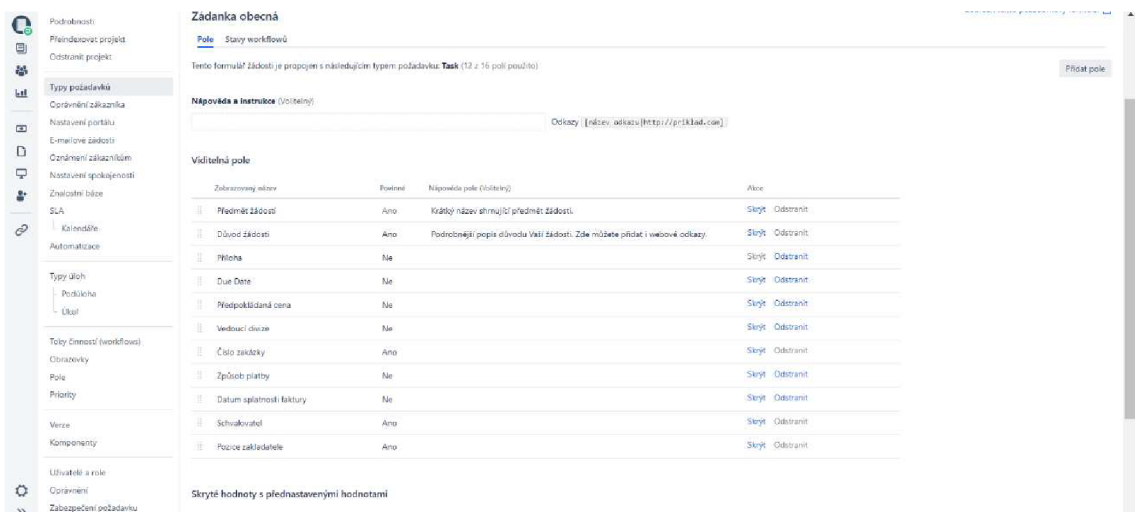 Podrobnosti
Přeindexovat projekt
Odstranit projekt
Typy požadavků
Oprávnění zákazníka
Nastavení portálu
E-mailové žádosti
Oznámení zákazníkům
Nastavení spokojenosti
Znalostní báze
SLA
Kalendáře
Automatizace
Typy úloh
Podúloha
Úkol
Toky činností (workflows)
Obrazovky
Pole
Priority
Verze
Komponenty
Uživatelé a role
Oprávnění
Zabezpečení požadavku
Žádanka obecná
Pole Stavy workflowů
Tento formulář žádosti je propojen s následujícím typem požadavku: Task (12 z 16 polí použito)
Přidat pole
Nápověda a instrukce (Volitelný)
Odkazy [název odkazu|http://priklad.com]
Viditelná pole
Zobrazovaný název Povinné Nápověda pole (Volitelný) Akce
Předmět žádosti Ano Krátký název shrnující předmět žádosti. Skrýt Odstranit
Důvod žádosti Ano Podrobnější popis důvodu Vaší žádosti. Zde můžete přidat i webové odkazy. Skrýt Odstranit
Příloha Ne Skrýt Odstranit
Due Date Ne Skrýt Odstranit
Předpokládaná cena Ne Skrýt Odstranit
Vedoucí divize Ne Skrýt Odstranit
Číslo zakázky Ano Skrýt Odstranit
Způsob platby Ne Skrýt Odstranit
Datum splatnosti faktury Ne Skrýt Odstranit
Schvalovatel Ano Skrýt Odstranit
Pozice zakladatele Ano Skrýt Odstranit
Skryté hodnoty s přednastavenými hodnotami